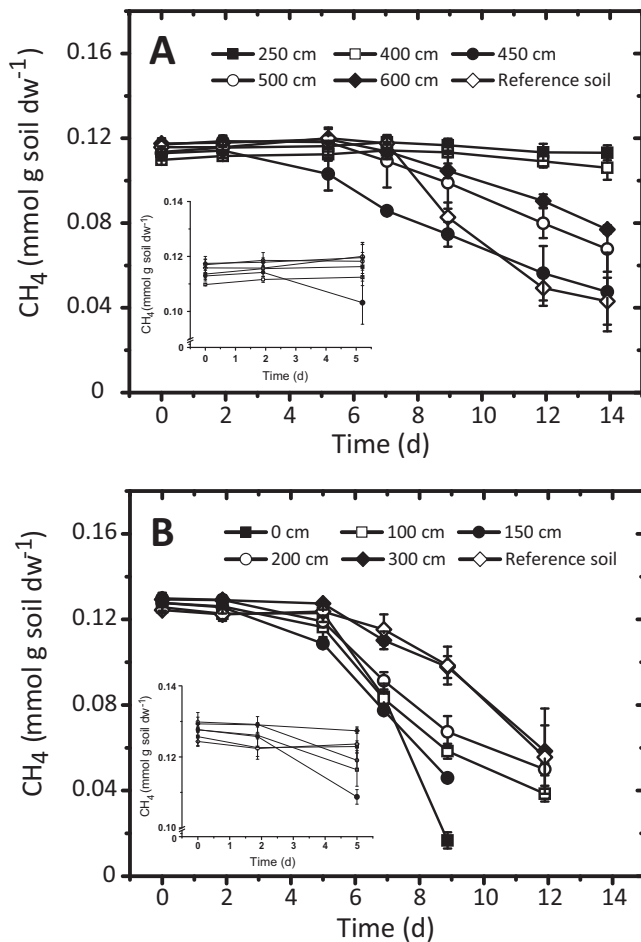 A
250 cm 400 cm 450 cm
500 cm 600 cm Reference soil
0.16
0.12
0.08
0.04
0
CH4 (mmol g soil dw-1)
0.12
0.11
0
CH4 (mmol g soil dw-1)
0 1 2 3 4 5
Time (d)
0 2 4 6 8 10 12 14
Time (d)
B
0 cm 100 cm 150 cm
200 cm 300 cm Reference soil
0.16
0.12
0.08
0.04
0
CH4 (mmol g soil dw-1)
0.14
0.12
0.10
0
CH4 (mmol g soil dw-1)
0 1 2 3 4 5
Time (d)
0 2 4 6 8 10 12 14
Time (d)